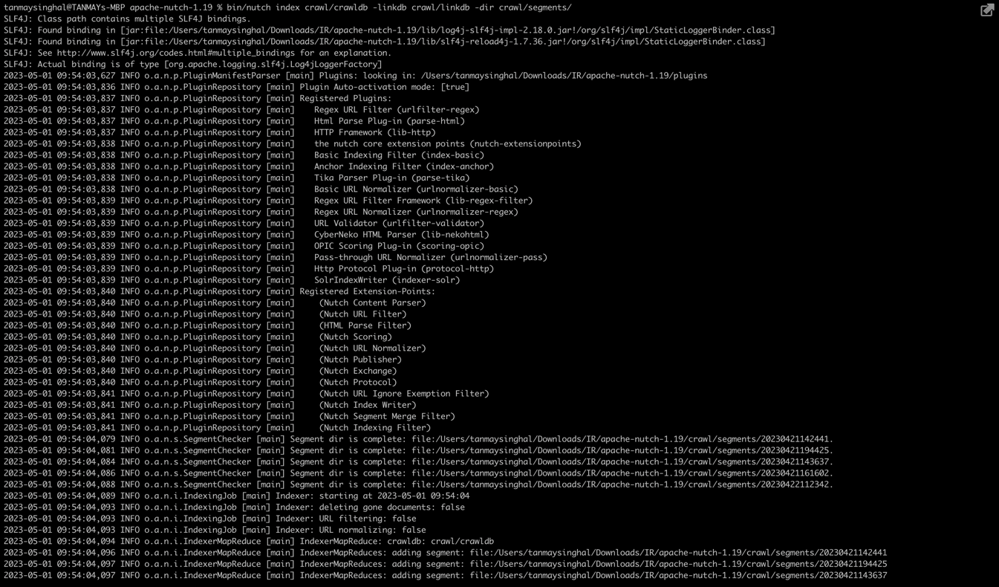 tanmaysinghal@TANMAYs-MBP apache-nutch-1.19 % bin/nutch index crawl/crawldb -linkdb crawl/linkdb -dir crawl/segments/
SLF4J: Class path contains multiple SLF4J bindings.
SLF4J: Found binding in [jar:file:/Users/tanmaysinghal/Downloads/IR/apache-nutch-1.19/lib/log4j-slf4j-impl-2.18.0.jar!/org/slf4j/impl/StaticLoggerBinder.class]
SLF4J: Found binding in [jar:file:/Users/tanmaysinghal/Downloads/IR/apache-nutch-1.19/lib/slf4j-reload4j-1.7.36.jar!/org/slf4j/impl/StaticLoggerBinder.class]
SLF4J: See http://www.slf4j.org/codes.html#multiple_bindings for an explanation.
SLF4J: Actual binding is of type [org.apache.logging.slf4j.Log4jLoggerFactory]
2023-05-01 09:54:03,627 INFO o.a.n.p.PluginManifestParser [main] Plugins: looking in: /Users/tanmaysinghal/Downloads/IR/apache-nutch-1.19/plugins
2023-05-01 09:54:03,836 INFO o.a.n.p.PluginRepository [main] Plugin Auto-activation mode: [true]
2023-05-01 09:54:03,837 INFO o.a.n.p.PluginRepository [main] Registered Plugins:
2023-05-01 09:54:03,837 INFO o.a.n.p.PluginRepository [main]    Regex URL Filter (urlfilter-regex)
2023-05-01 09:54:03,837 INFO o.a.n.p.PluginRepository [main]    Html Parse Plug-in (parse-html)
2023-05-01 09:54:03,837 INFO o.a.n.p.PluginRepository [main]    HTTP Framework (lib-http)
2023-05-01 09:54:03,838 INFO o.a.n.p.PluginRepository [main]    the nutch core extension points (nutch-extensionpoints)
2023-05-01 09:54:03,838 INFO o.a.n.p.PluginRepository [main]    Basic Indexing Filter (index-basic)
2023-05-01 09:54:03,838 INFO o.a.n.p.PluginRepository [main]    Anchor Indexing Filter (index-anchor)
2023-05-01 09:54:03,838 INFO o.a.n.p.PluginRepository [main]    Tika Parser Plug-in (parse-tika)
2023-05-01 09:54:03,838 INFO o.a.n.p.PluginRepository [main]    Basic URL Normalizer (urlnormalizer-basic)
2023-05-01 09:54:03,839 INFO o.a.n.p.PluginRepository [main]    Regex URL Filter Framework (lib-regex-filter)
2023-05-01 09:54:03,839 INFO o.a.n.p.PluginRepository [main]    Regex URL Normalizer (urlnormalizer-regex)
2023-05-01 09:54:03,839 INFO o.a.n.p.PluginRepository [main]    URL Validator (urlfilter-validator)
2023-05-01 09:54:03,839 INFO o.a.n.p.PluginRepository [main]    CyberNeko HTML Parser (lib-nekohtml)
2023-05-01 09:54:03,839 INFO o.a.n.p.PluginRepository [main]    OPIC Scoring Plug-in (scoring-opic)
2023-05-01 09:54:03,839 INFO o.a.n.p.PluginRepository [main]    Pass-through URL Normalizer (urlnormalizer-pass)
2023-05-01 09:54:03,839 INFO o.a.n.p.PluginRepository [main]    Http Protocol Plug-in (protocol-http)
2023-05-01 09:54:03,839 INFO o.a.n.p.PluginRepository [main]    SolrIndexWriter (indexer-solr)
2023-05-01 09:54:03,840 INFO o.a.n.p.PluginRepository [main] Registered Extension-Points:
2023-05-01 09:54:03,840 INFO o.a.n.p.PluginRepository [main]     (Nutch Content Parser)
2023-05-01 09:54:03,840 INFO o.a.n.p.PluginRepository [main]     (Nutch URL Filter)
2023-05-01 09:54:03,840 INFO o.a.n.p.PluginRepository [main]     (HTML Parse Filter)
2023-05-01 09:54:03,840 INFO o.a.n.p.PluginRepository [main]     (Nutch Scoring)
2023-05-01 09:54:03,840 INFO o.a.n.p.PluginRepository [main]     (Nutch URL Normalizer)
2023-05-01 09:54:03,840 INFO o.a.n.p.PluginRepository [main]     (Nutch Publisher)
2023-05-01 09:54:03,840 INFO o.a.n.p.PluginRepository [main]     (Nutch Exchange)
2023-05-01 09:54:03,840 INFO o.a.n.p.PluginRepository [main]     (Nutch Protocol)
2023-05-01 09:54:03,841 INFO o.a.n.p.PluginRepository [main]     (Nutch URL Ignore Exemption Filter)
2023-05-01 09:54:03,841 INFO o.a.n.p.PluginRepository [main]     (Nutch Index Writer)
2023-05-01 09:54:03,841 INFO o.a.n.p.PluginRepository [main]     (Nutch Segment Merge Filter)
2023-05-01 09:54:03,841 INFO o.a.n.p.PluginRepository [main]     (Nutch Indexing Filter)
2023-05-01 09:54:04,079 INFO o.a.n.s.SegmentChecker [main] Segment dir is complete: file:/Users/tanmaysinghal/Downloads/IR/apache-nutch-1.19/crawl/segments/20230421142441.
2023-05-01 09:54:04,081 INFO o.a.n.s.SegmentChecker [main] Segment dir is complete: file:/Users/tanmaysinghal/Downloads/IR/apache-nutch-1.19/crawl/segments/20230421194425.
2023-05-01 09:54:04,084 INFO o.a.n.s.SegmentChecker [main] Segment dir is complete: file:/Users/tanmaysinghal/Downloads/IR/apache-nutch-1.19/crawl/segments/20230421143637.
2023-05-01 09:54:04,086 INFO o.a.n.s.SegmentChecker [main] Segment dir is complete: file:/Users/tanmaysinghal/Downloads/IR/apache-nutch-1.19/crawl/segments/20230421161602.
2023-05-01 09:54:04,088 INFO o.a.n.s.SegmentChecker [main] Segment dir is complete: file:/Users/tanmaysinghal/Downloads/IR/apache-nutch-1.19/crawl/segments/20230422112342.
2023-05-01 09:54:04,089 INFO o.a.n.i.IndexingJob [main] Indexer: starting at 2023-05-01 09:54:04
2023-05-01 09:54:04,093 INFO o.a.n.i.IndexingJob [main] Indexer: deleting gone documents: false
2023-05-01 09:54:04,093 INFO o.a.n.i.IndexingJob [main] Indexer: URL filtering: false
2023-05-01 09:54:04,093 INFO o.a.n.i.IndexingJob [main] Indexer: URL normalizing: false
2023-05-01 09:54:04,094 INFO o.a.n.i.IndexerMapReduce [main] IndexerMapReduce: crawldb: crawl/crawldb
2023-05-01 09:54:04,096 INFO o.a.n.i.IndexerMapReduce [main] IndexerMapReduces: adding segment: file:/Users/tanmaysinghal/Downloads/IR/apache-nutch-1.19/crawl/segments/20230421142441
2023-05-01 09:54:04,097 INFO o.a.n.i.IndexerMapReduce [main] IndexerMapReduces: adding segment: file:/Users/tanmaysinghal/Downloads/IR/apache-nutch-1.19/crawl/segments/20230421194425
2023-05-01 09:54:04,097 INFO o.a.n.i.IndexerMapReduce [main] IndexerMapReduces: adding segment: file:/Users/tanmaysinghal/Downloads/IR/apache-nutch-1.19/crawl/segments/20230421143637